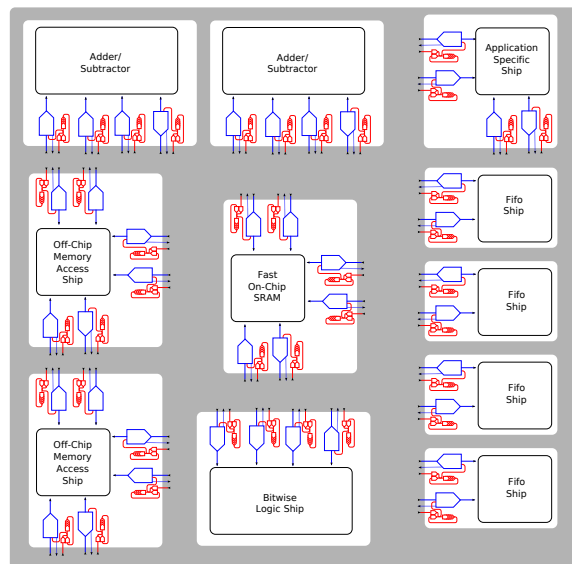 Adder/
Subtractor
Adder/
Subtractor
Application
Specific
Ship
Off-Chip
Memory
Access
Ship
Fast
On-Chip
SRAM
Fifo
Ship
Fifo
Ship
Fifo
Ship
Off-Chip
Memory
Access
Ship
Bitwise
Logic Ship
Fifo
Ship